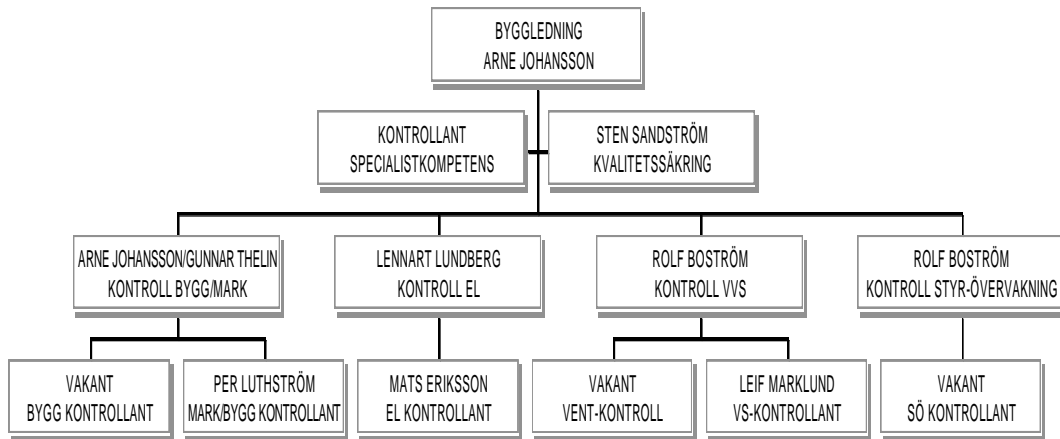 BYGGLEDNING
ARNE JOHANSSON
KONTROLLANT
SPECIALISTKOMPETENS
STEN SANDSTRÖM
KVALITETSSÄKRING
ARNE JOHANSSON/GUNNAR THELIN
KONTROLL BYGG/MARK
LENNART LUNDBERG
KONTROLL EL
ROLF BOSTRÖM
KONTROLL VVS
ROLF BOSTRÖM
KONTROLL STYR-ÖVERVAKNING
VAKANT
BYGG KONTROLLANT
PER LUTHSTRÖM
MARK/BYGG KONTROLLANT
MATS ERIKSSON
EL KONTROLLANT
VAKANT
VENT-KONTROLL
LEIF MARKLUND
VS-KONTROLLANT
VAKANT
SÖ KONTROLLANT